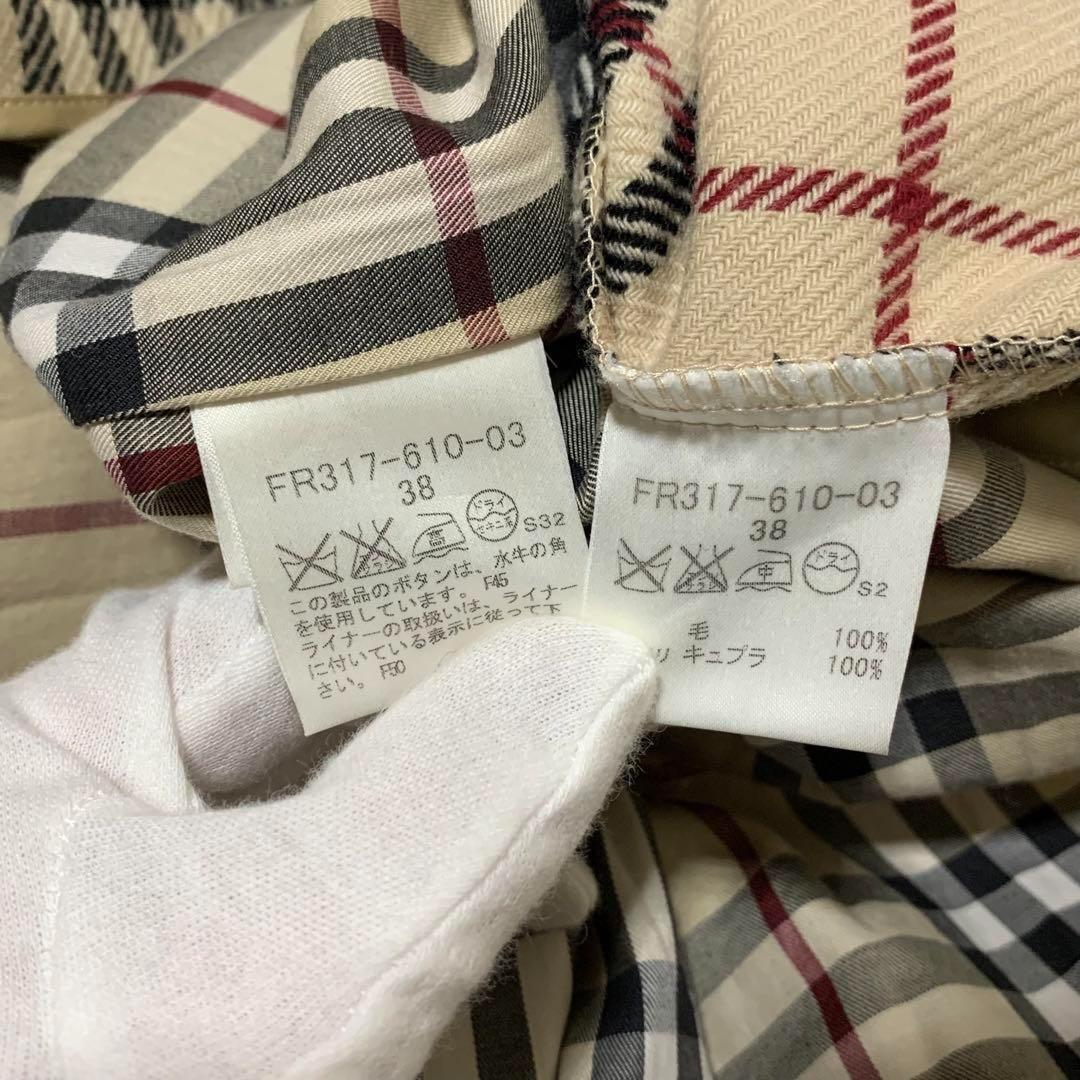 FR317-610-03
38
高 ドライ セキユ系 S32
この製品のボタンは、水牛の角
を使用しています。 F45
ライナーの取扱いは、ライナー
に付いている表示に従って下
さい。 F50
FR317-610-03
38
中 ドライ S2
毛 100%
キュプラ 100%